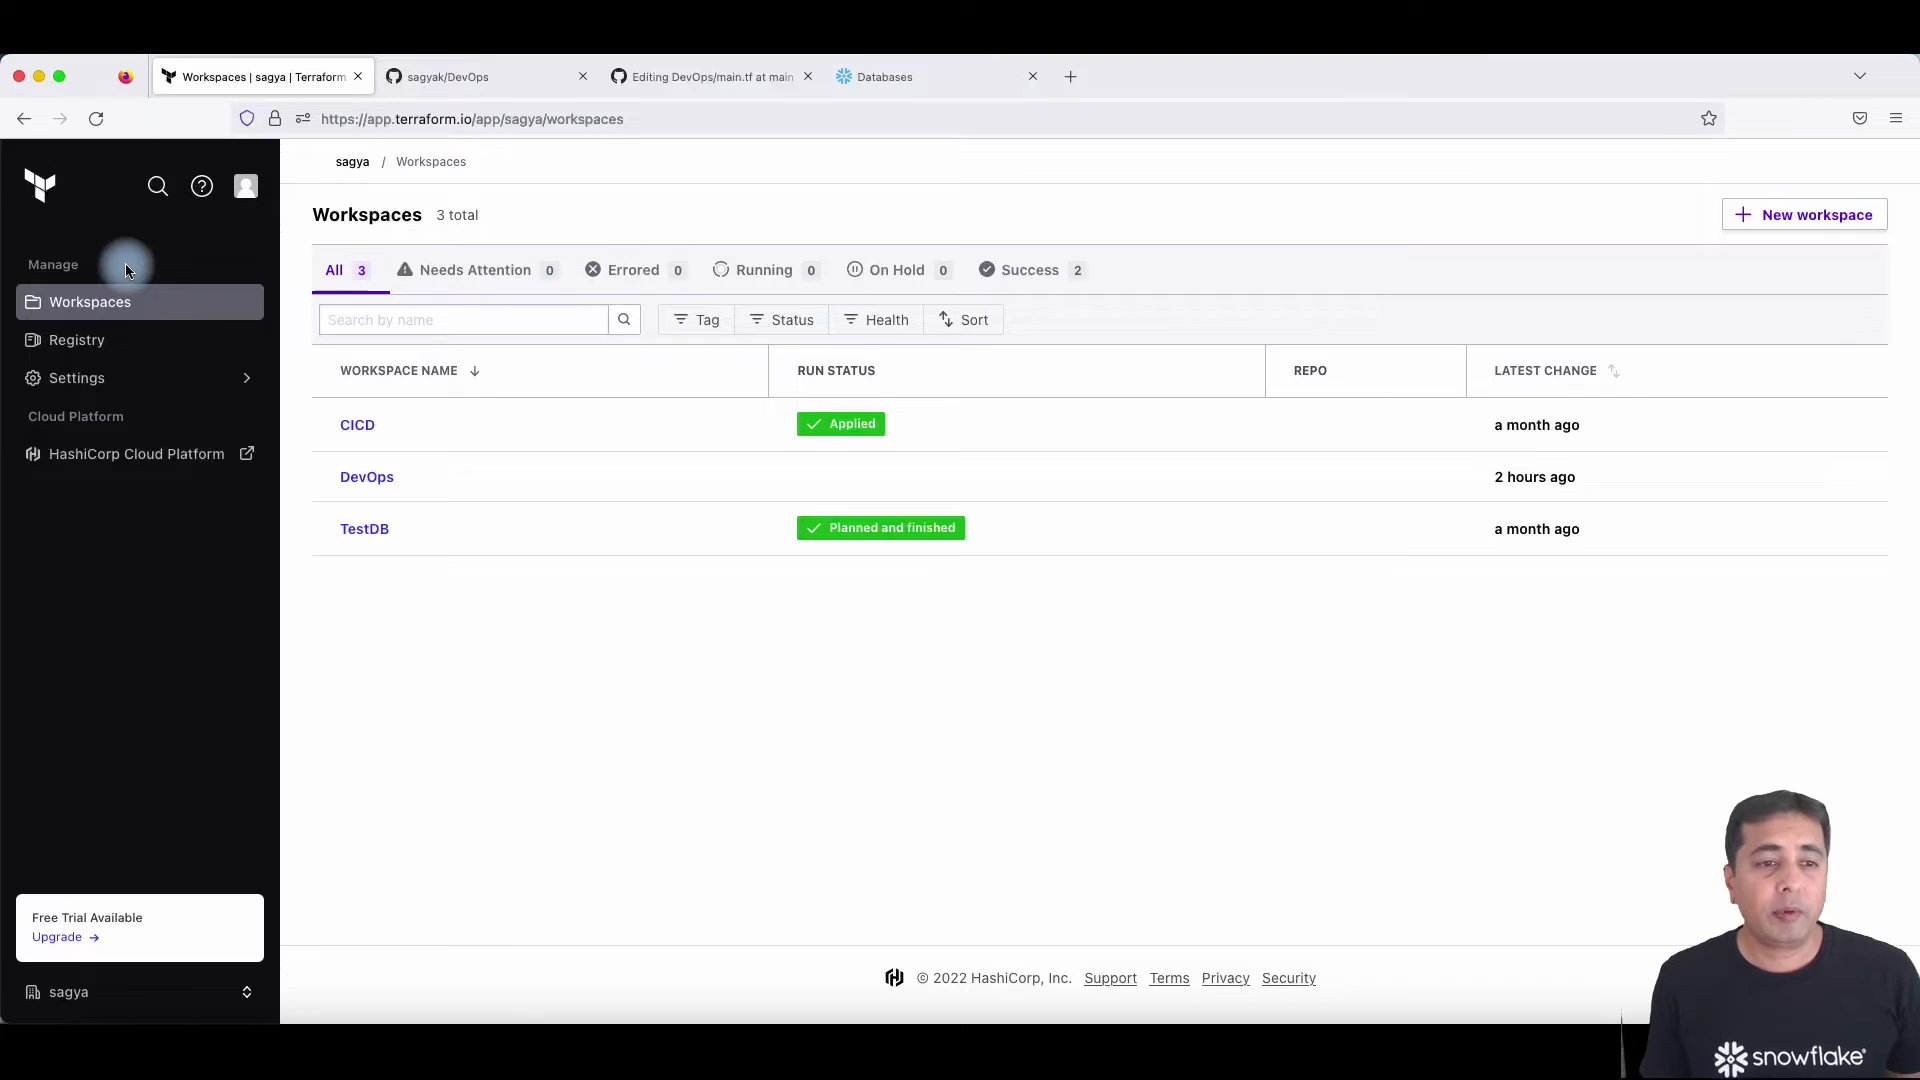 Workspaces | sagya | Terraform
sagyak/DevOps
Editing DevOps/main.tf at main
Databases
https://app.terraform.io/app/sagya/workspaces
sagya / Workspaces
Workspaces 3 total
New workspace
Manage
Workspaces
Registry
Settings
Cloud Platform
HashiCorp Cloud Platform
All 3 Needs Attention 0 Errored 0 Running 0 On Hold 0 Success 2
Search by name Tag Status Health Sort
WORKSPACE NAME RUN STATUS REPO LATEST CHANGE
CICD Applied a month ago
DevOps 2 hours ago
TestDB Planned and finished a month ago
Free Trial Available
Upgrade →
sagya
© 2022 HashiCorp, Inc. Support Terms Privacy Security
snowflake®